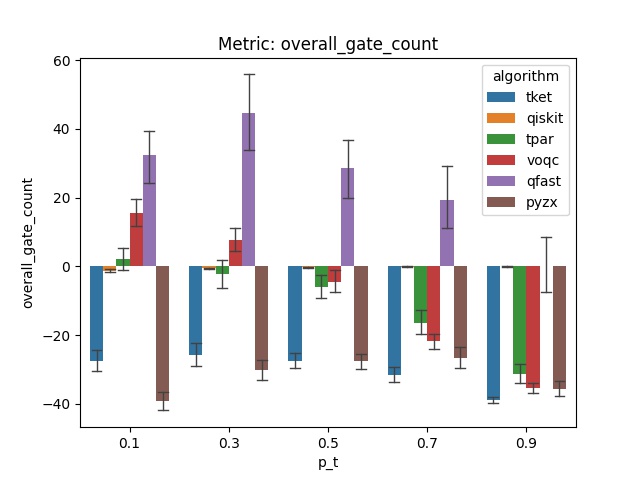 Metric: overall_gate_count
60
40
20
0
−20
−40
overall_gate_count
algorithm
tket
qiskit
tpar
voqc
qfast
pyzx
0.1 0.3 0.5 0.7 0.9
p_t